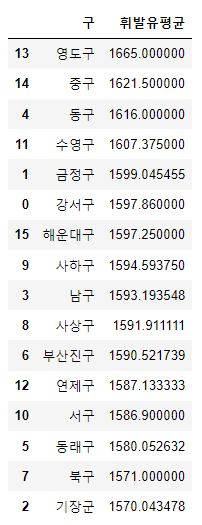 구 휘발유평균
13 영도구 1665.000000
14 중구 1621.500000
4 동구 1616.000000
11 수영구 1607.375000
1 금정구 1599.045455
0 강서구 1597.860000
15 해운대구 1597.250000
9 사하구 1594.593750
3 남구 1593.193548
8 사상구 1591.911111
6 부산진구 1590.521739
12 연제구 1587.133333
10 서구 1586.900000
5 동래구 1580.052632
7 북구 1571.000000
2 기장군 1570.043478